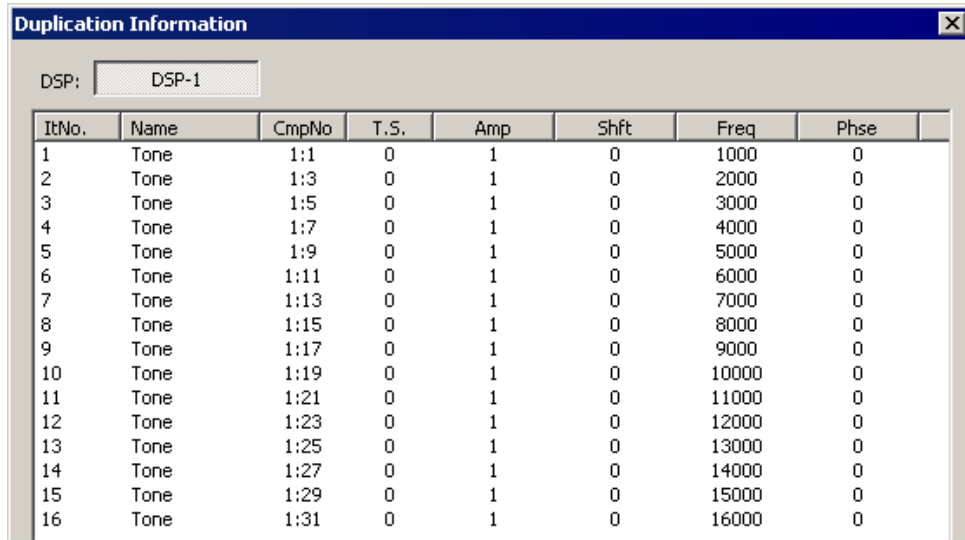 Duplication Information
DSP: DSP-1
ItNo. Name CmpNo T.S. Amp Shft Freq Phse
1 Tone 1:1 0 1 0 1000 0
2 Tone 1:3 0 1 0 2000 0
3 Tone 1:5 0 1 0 3000 0
4 Tone 1:7 0 1 0 4000 0
5 Tone 1:9 0 1 0 5000 0
6 Tone 1:11 0 1 0 6000 0
7 Tone 1:13 0 1 0 7000 0
8 Tone 1:15 0 1 0 8000 0
9 Tone 1:17 0 1 0 9000 0
10 Tone 1:19 0 1 0 10000 0
11 Tone 1:21 0 1 0 11000 0
12 Tone 1:23 0 1 0 12000 0
13 Tone 1:25 0 1 0 13000 0
14 Tone 1:27 0 1 0 14000 0
15 Tone 1:29 0 1 0 15000 0
16 Tone 1:31 0 1 0 16000 0